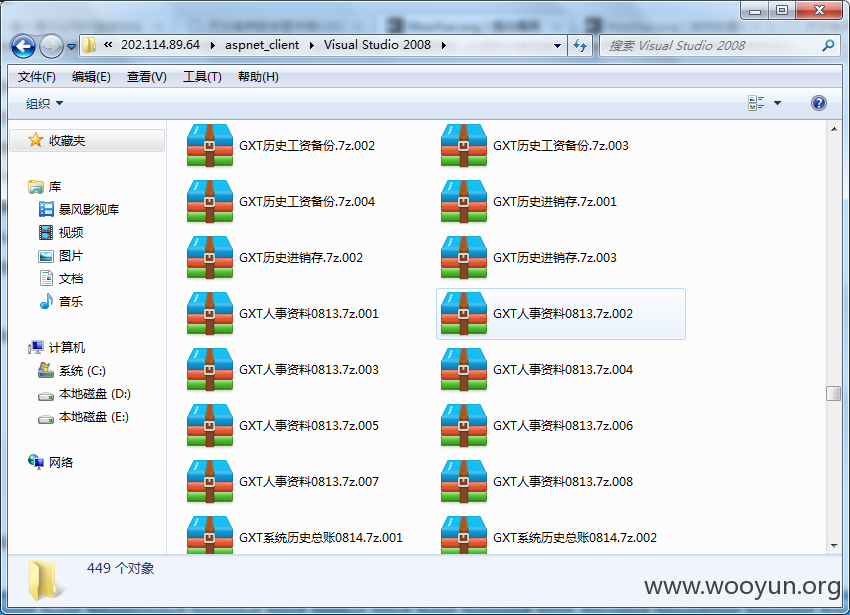 « 202.114.89.64 ▸ aspnet_client ▸ Visual Studio 2008 ▸
搜索 Visual Studio 2008
文件(F) 编辑(E) 查看(V) 工具(T) 帮助(H)
组织
收藏夹
库
暴风影视库
视频
图片
文档
音乐
计算机
系统 (C:)
本地磁盘 (D:)
本地磁盘 (E:)
网络
GXT历史工资备份.7z.002 GXT历史工资备份.7z.003
GXT历史工资备份.7z.004 GXT历史进销存.7z.001
GXT历史进销存.7z.002 GXT历史进销存.7z.003
GXT人事资料0813.7z.001 GXT人事资料0813.7z.002
GXT人事资料0813.7z.003 GXT人事资料0813.7z.004
GXT人事资料0813.7z.005 GXT人事资料0813.7z.006
GXT人事资料0813.7z.007 GXT人事资料0813.7z.008
GXT系统历史总账0814.7z.001 GXT系统历史总账0814.7z.002
449 个对象
www.wooyun.org